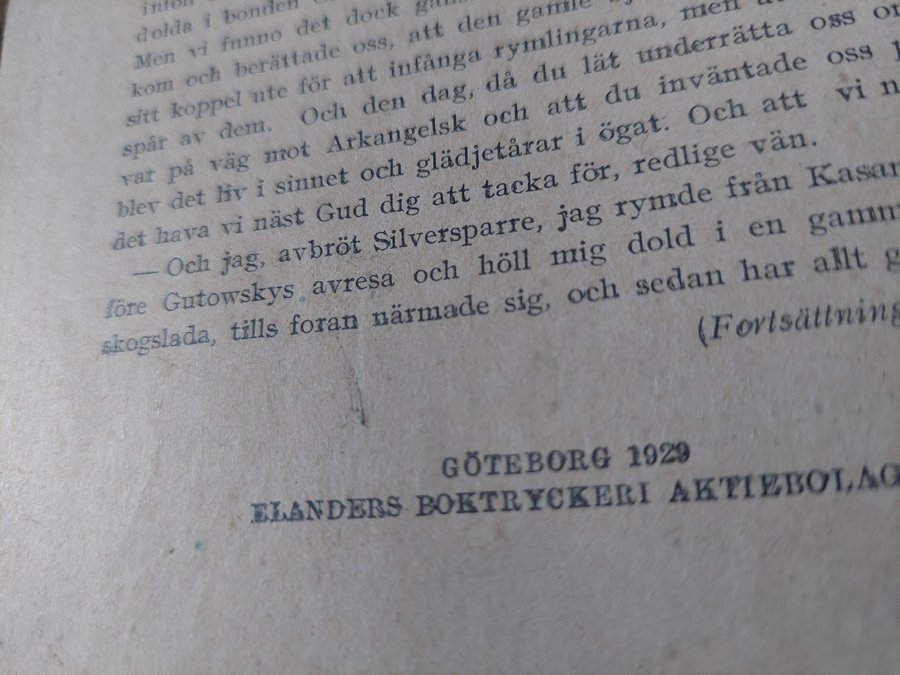 dolda i bonden
Men vi funno det dock
kom och berättade oss, att den gamle
sitt koppel ute för att infånga rymlingarna, men
spår av dem. Och den dag, då du lät underrätta oss
var på väg mot Arkangelsk och att du inväntade oss
blev det liv i sinnet och glädjetårar i ögat. Och att vi
det hava vi näst Gud dig att tacka för, redlige vän.
— Och jag, avbröt Silversparre, jag rymde från Kasan
före Gutowskys avresa och höll mig dold i en gamm
skogslada, tills foran närmade sig, och sedan har allt g
(Fortsättning
GÖTEBORG 1929
ELANDERS BOKTRYCKERI AKTIEBOLAG